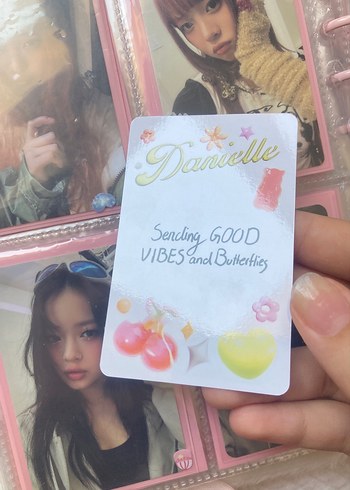 Danielle
Sending GOOD
VIBES and Butterflies